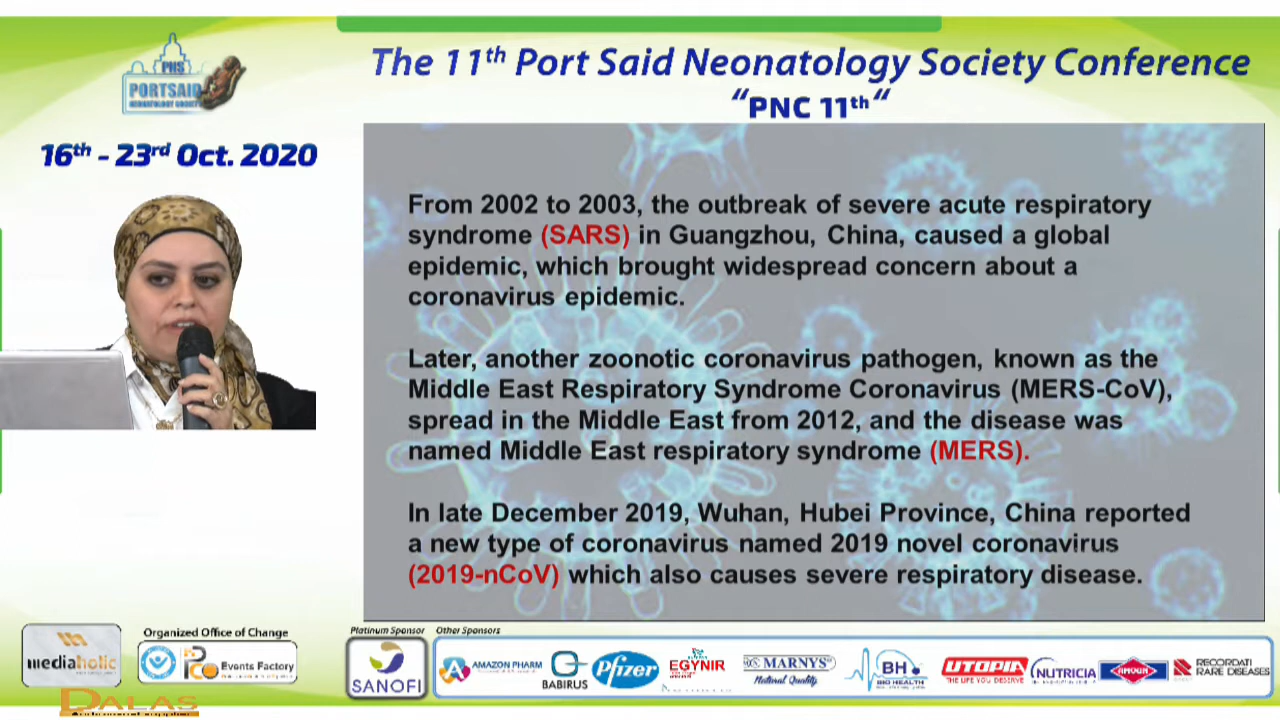 PNS
PORTSAID
NEONATOLOGY SOCIETY
The 11th Port Said Neonatology Society Conference
“PNC 11th“
16th - 23rd Oct. 2020
From 2002 to 2003, the outbreak of severe acute respiratory
syndrome (SARS) in Guangzhou, China, caused a global
epidemic, which brought widespread concern about a
coronavirus epidemic.
Later, another zoonotic coronavirus pathogen, known as the
Middle East Respiratory Syndrome Coronavirus (MERS-CoV),
spread in the Middle East from 2012, and the disease was
named Middle East respiratory syndrome (MERS).
In late December 2019, Wuhan, Hubei Province, China reported
a new type of coronavirus named 2019 novel coronavirus
(2019-nCoV) which also causes severe respiratory disease.
mediaholic
Organized Office of Change
Events Factory
Platinum Sponsor
SANOFI
Other Sponsors
AMAZON PHARM
BABIRUS
Pfizer
EGYNIR
MARNYS
Natural Quality
BH
BIO HEALTH
UTOPIA
THE LIFE YOU DESERVE
NUTRICIA
AMOUN
RECORDATI
RARE DISEASES
DALAS